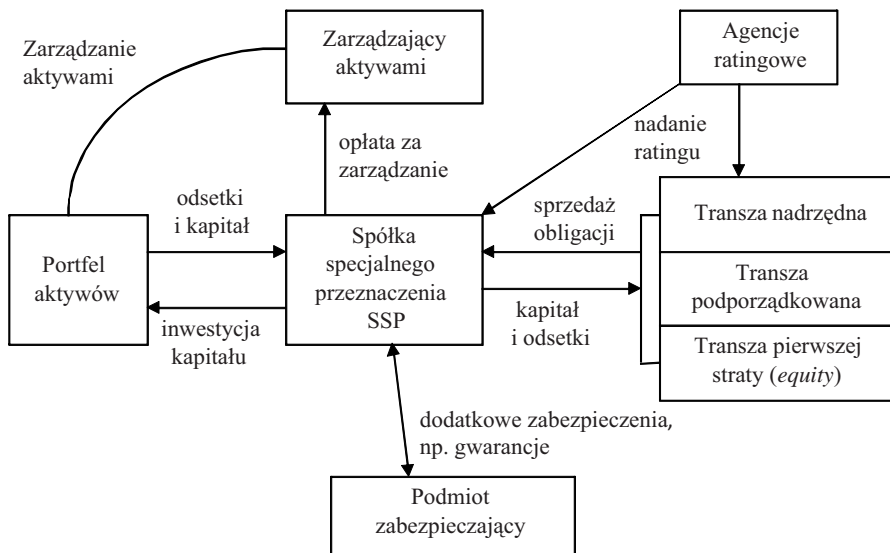 Zarządzanie
aktywami
Zarządzający
aktywami
Agencje
ratingowe
opłata za
zarządzanie
nadanie
ratingu
odsetki
i kapitał
sprzedaż
obligacji
Portfel
aktywów
Spółka
specjalnego
przeznaczenia
SSP
Transza nadrzędna
Transza
podporządkowana
Transza pierwszej
straty (equity)
inwestycja
kapitału
kapitał
i odsetki
dodatkowe zabezpieczenia,
np. gwarancje
Podmiot
zabezpieczający